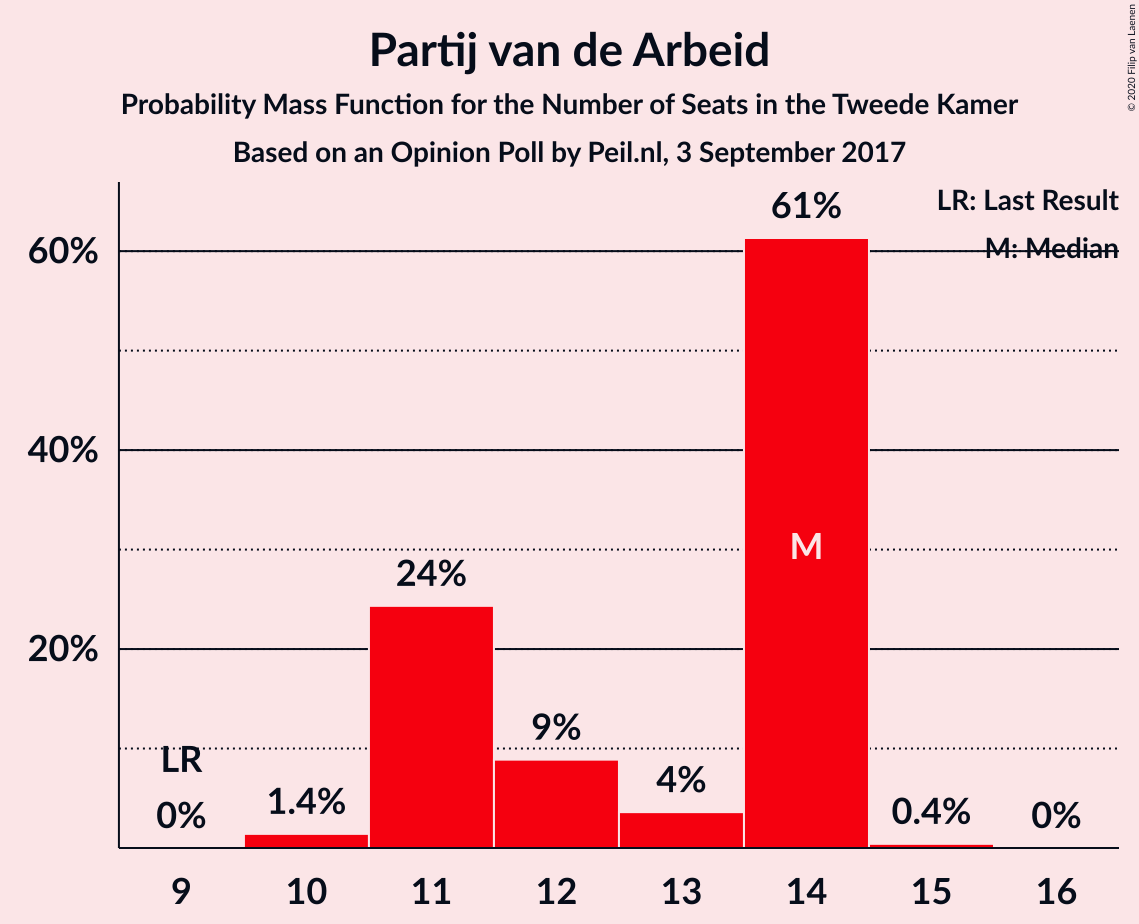 © 2020 Filip van Laenen
Partij van de Arbeid
Probability Mass Function for the Number of Seats in the Tweede Kamer
Based on an Opinion Poll by Peil.nl, 3 September 2017
LR: Last Result
M: Median
60%
40%
20%
LR
0%
1.4%
24%
9%
4%
61%
M
0.4%
0%
9 10 11 12 13 14 15 16